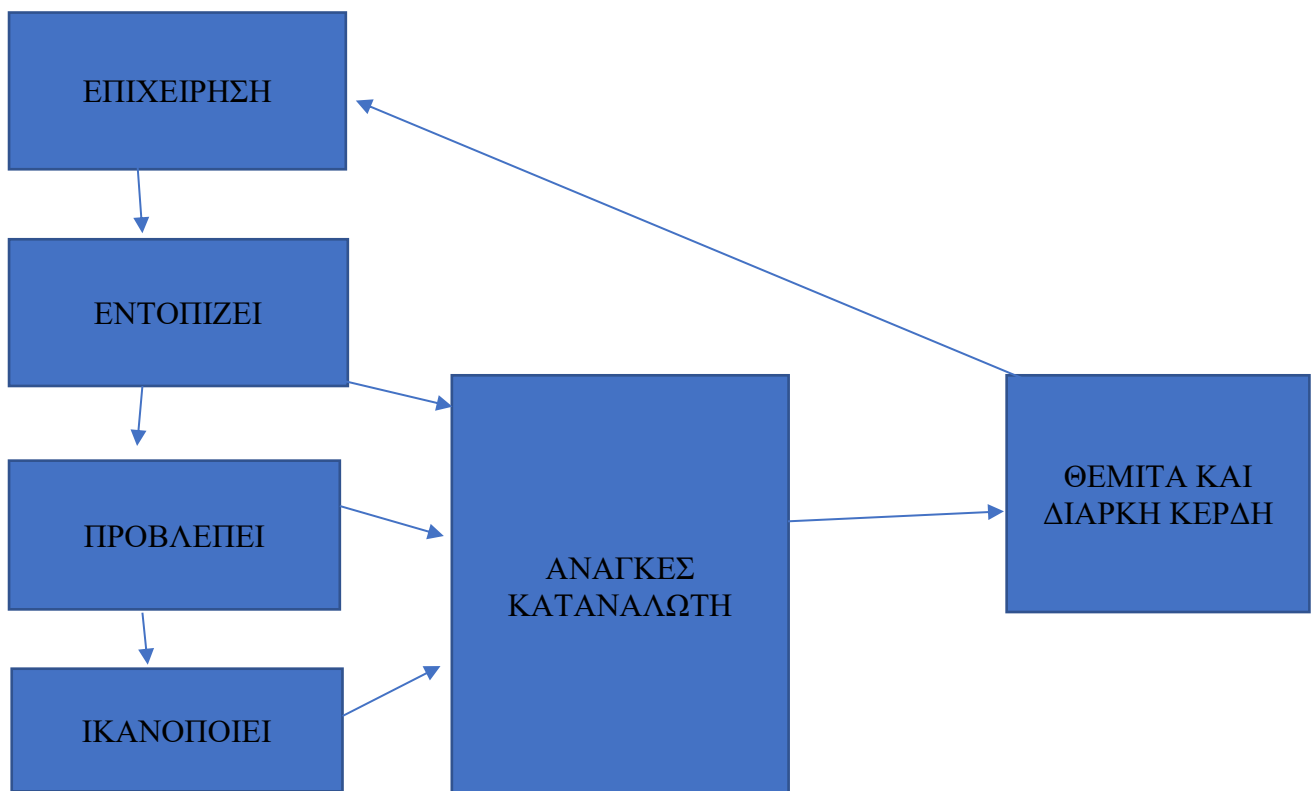 ΕΠΙΧΕΙΡΗΣΗ
ΕΝΤΟΠΙΖΕΙ
ΠΡΟΒΛΕΠΕΙ
ΙΚΑΝΟΠΟΙΕΙ
ΑΝΑΓΚΕΣ
ΚΑΤΑΝΑΛΩΤΗ
ΘΕΜΙΤΑ ΚΑΙ
ΔΙΑΡΚΗ ΚΕΡΔΗ